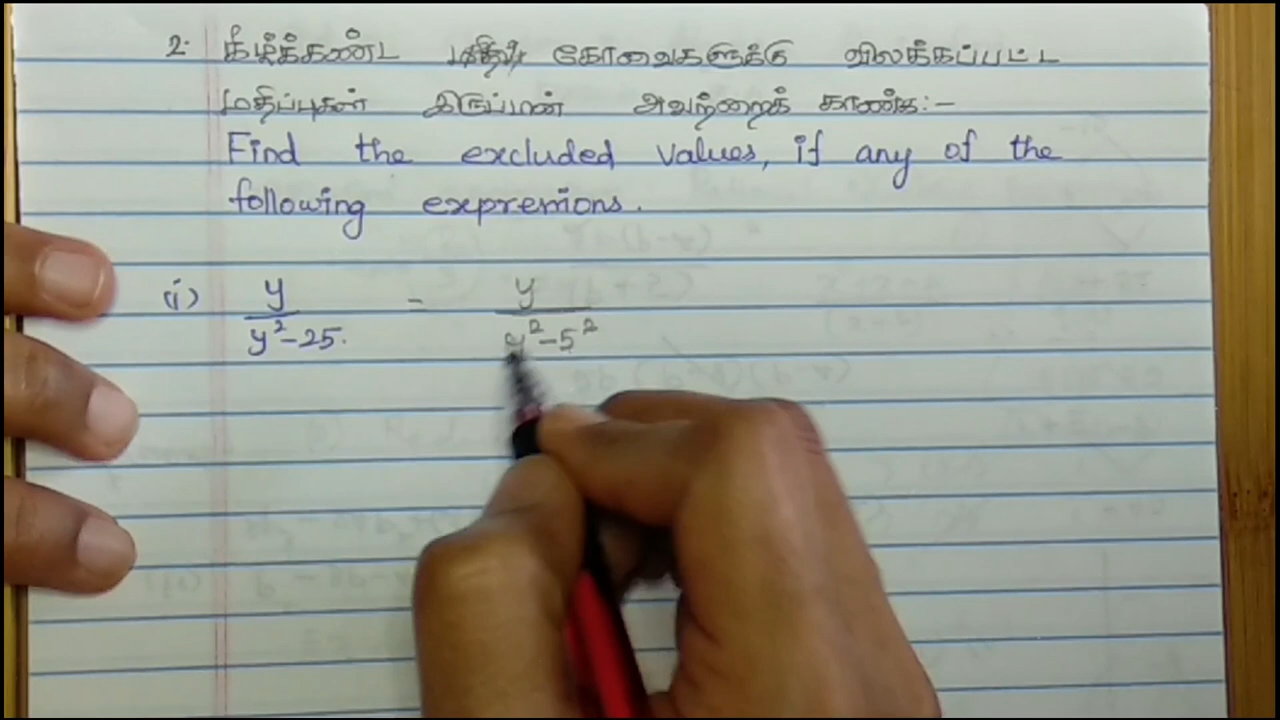 2. கீழ்க்கண்ட கோவைகளுக்கு விலக்கப்பட்ட
மதிப்புகள் இருப்பின் அவற்றைக் காண்க:-
Find the excluded values, if any of the
following expressions.
(i) y/(y²-25) = y/(y²-5²)